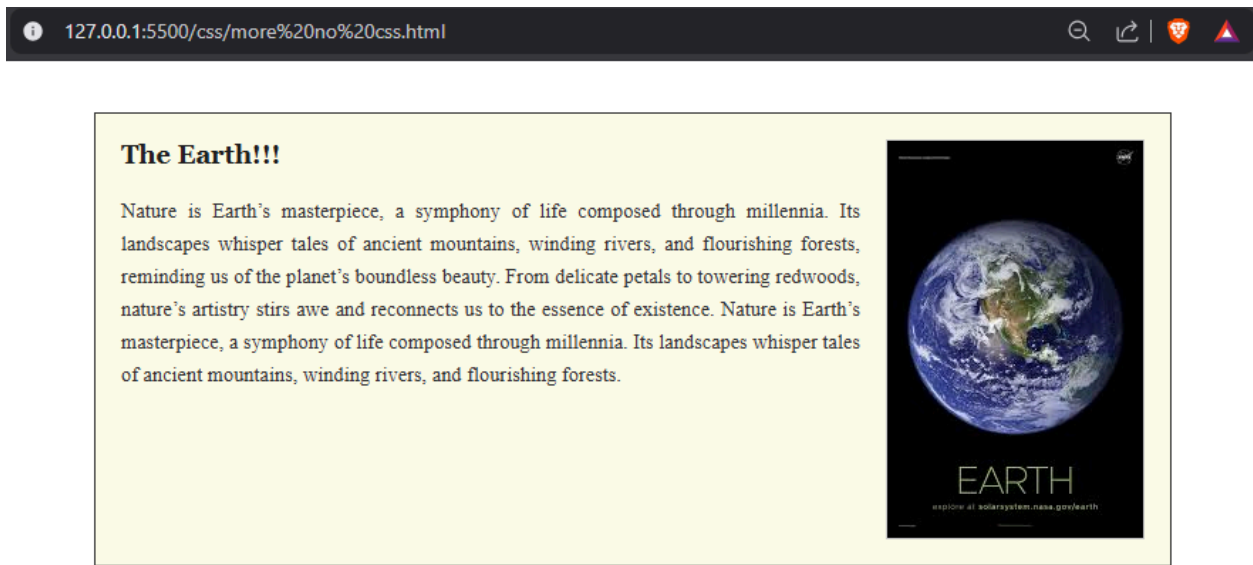 127.0.0.1:5500/css/more%20no%20css.html
The Earth!!!
Nature is Earth’s masterpiece, a symphony of life composed through millennia. Its
landscapes whisper tales of ancient mountains, winding rivers, and flourishing forests,
reminding us of the planet’s boundless beauty. From delicate petals to towering redwoods,
nature’s artistry stirs awe and reconnects us to the essence of existence. Nature is Earth’s
masterpiece, a symphony of life composed through millennia. Its landscapes whisper tales
of ancient mountains, winding rivers, and flourishing forests.
NASA
EARTH
explore at solarsystem.nasa.gov/earth